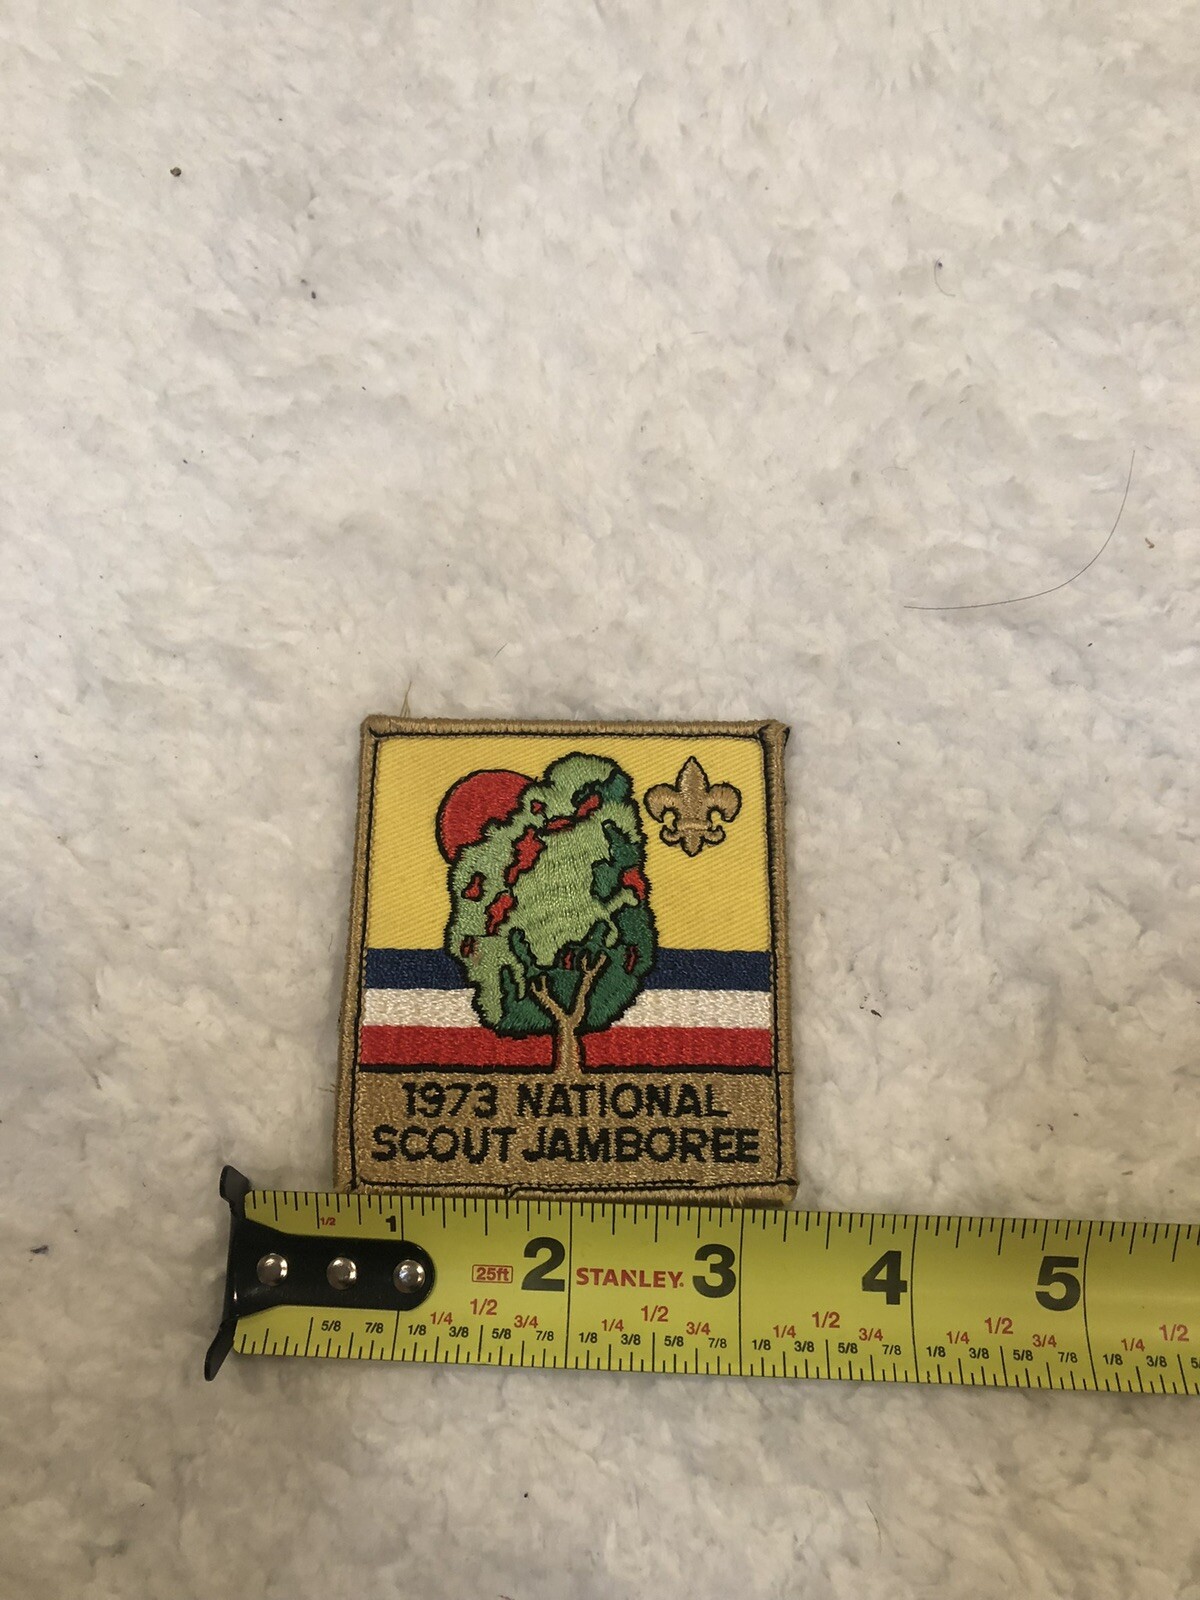 1973 NATIONAL
SCOUT JAMBOREE
1/2 1
25ft 2 STANLEY. 3 4 5
1/4 1/2 3/4 1/4 1/2 3/4 1/4 1/2 3/4 1/4 1/2 3/4 1/4 1/2
5/8 7/8 1/8 3/8 5/8 7/8 1/8 3/8 5/8 7/8 1/8 3/8 5/8 7/8 1/8 3/8 5/8 7/8 1/8 3/8